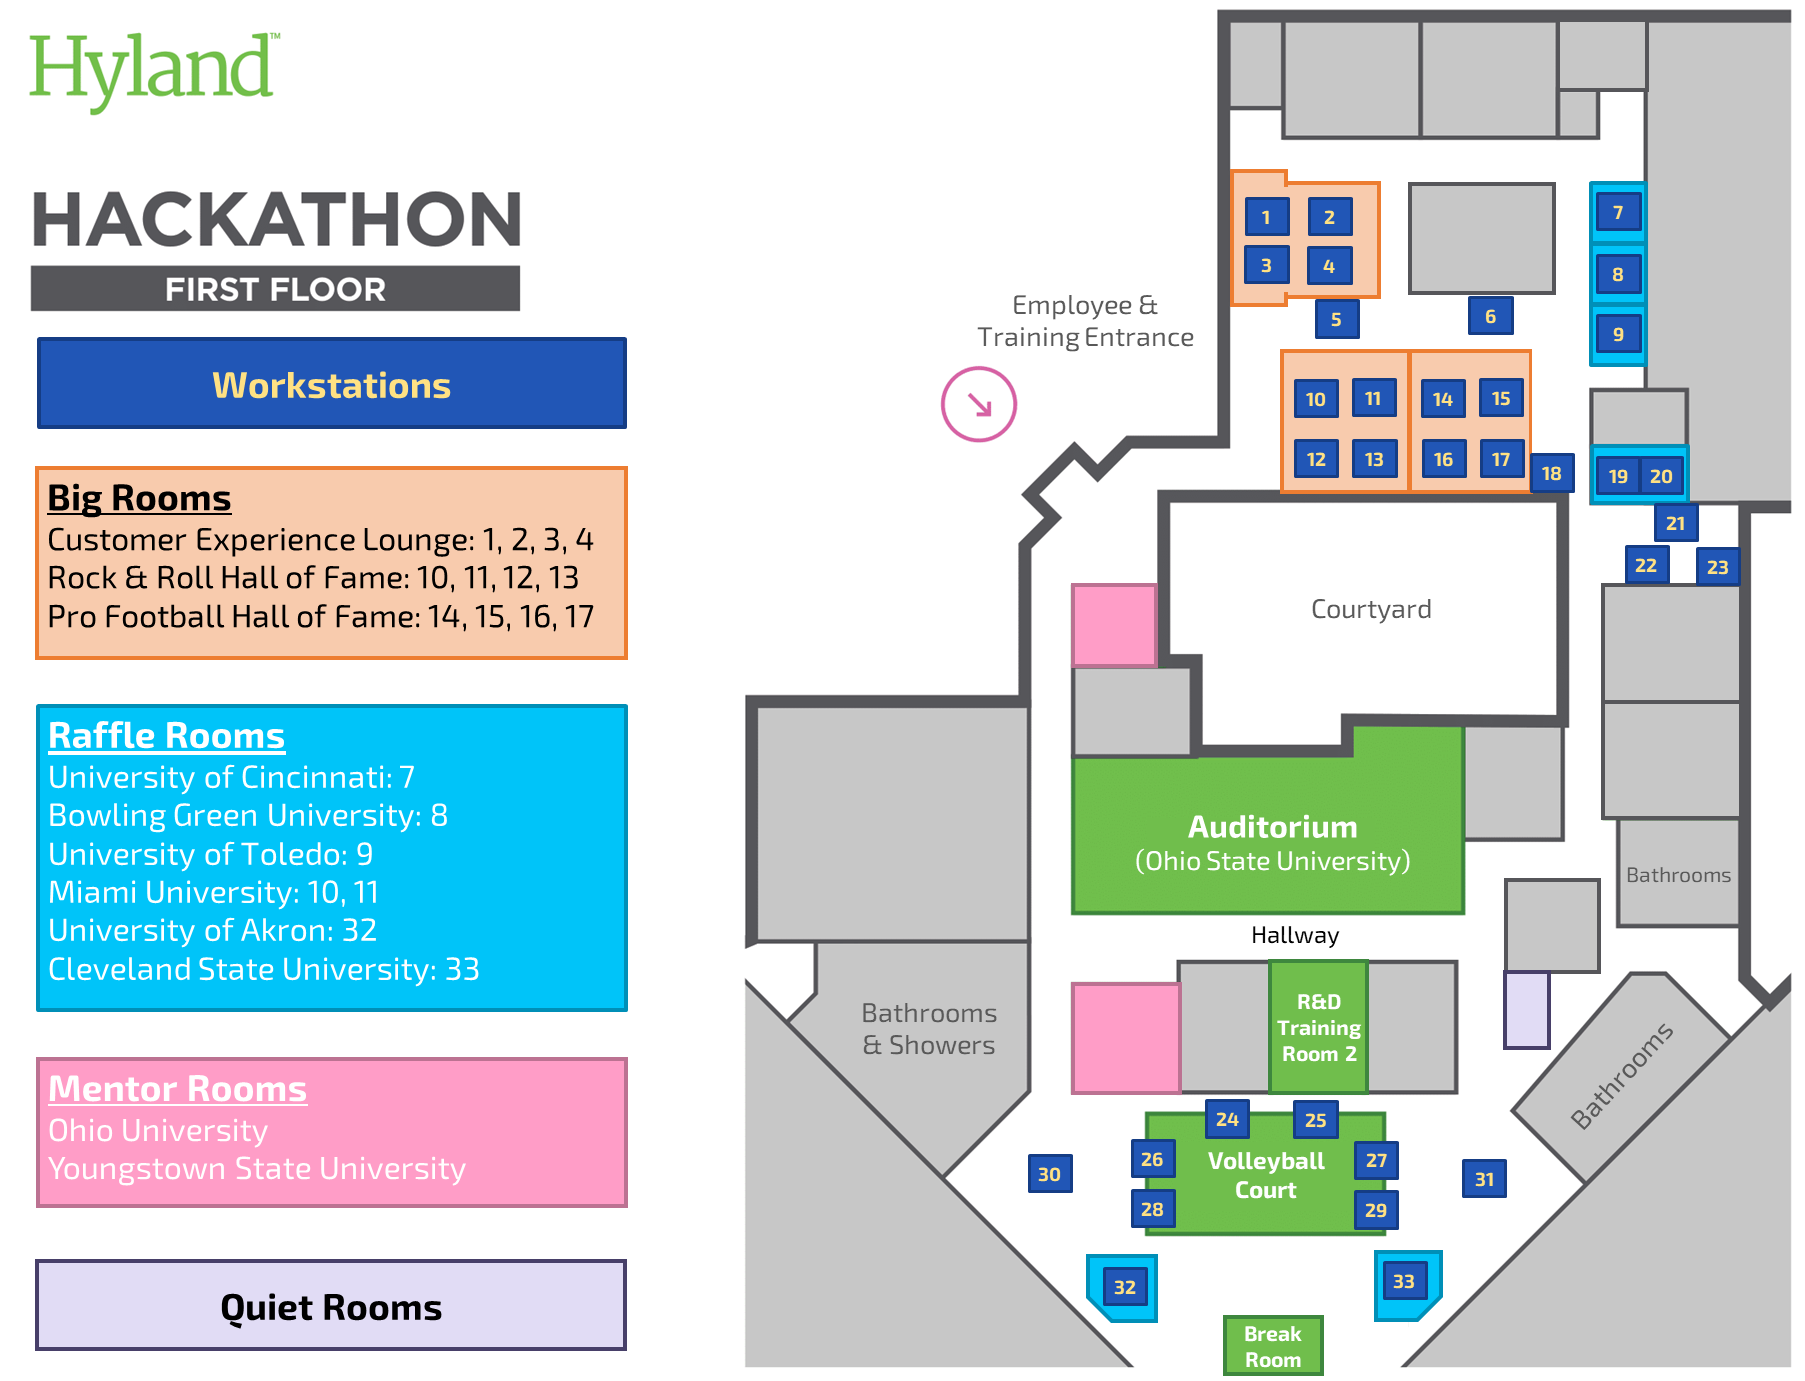 Hyland™
HACKATHON
FIRST FLOOR
Workstations
Big Rooms
Customer Experience Lounge: 1, 2, 3, 4
Rock & Roll Hall of Fame: 10, 11, 12, 13
Pro Football Hall of Fame: 14, 15, 16, 17
Raffle Rooms
University of Cincinnati: 7
Bowling Green University: 8
University of Toledo: 9
Miami University: 10, 11
University of Akron: 32
Cleveland State University: 33
Mentor Rooms
Ohio University
Youngstown State University
Quiet Rooms
Employee &
Training Entrance
1
2
3
4
5
6
7
8
9
10
11
12
13
14
15
16
17
18
19
20
21
22
23
Courtyard
Auditorium
(Ohio State University)
Hallway
Bathrooms
Bathrooms
& Showers
R&D
Training
Room 2
Bathrooms
24
25
26
27
Volleyball
Court
28
29
30
31
32
33
Break
Room